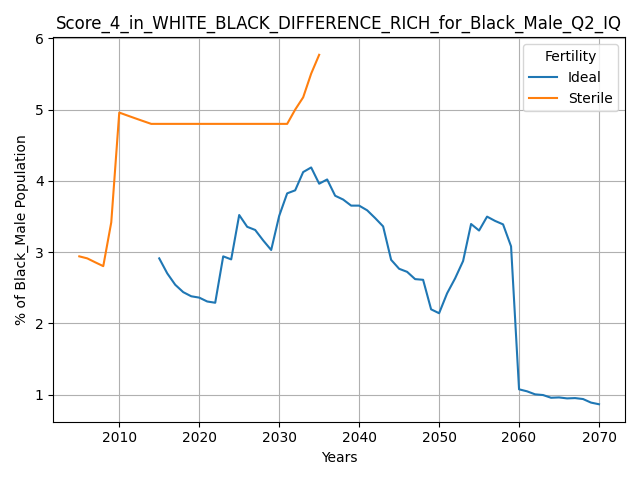 Score_4_in_WHITE_BLACK_DIFFERENCE_RICH_for_Black_Male_Q2_IQ
6
5
4
3
2
1
% of Black_Male Population
Fertility
Ideal
Sterile
2010 2020 2030 2040 2050 2060 2070
Years